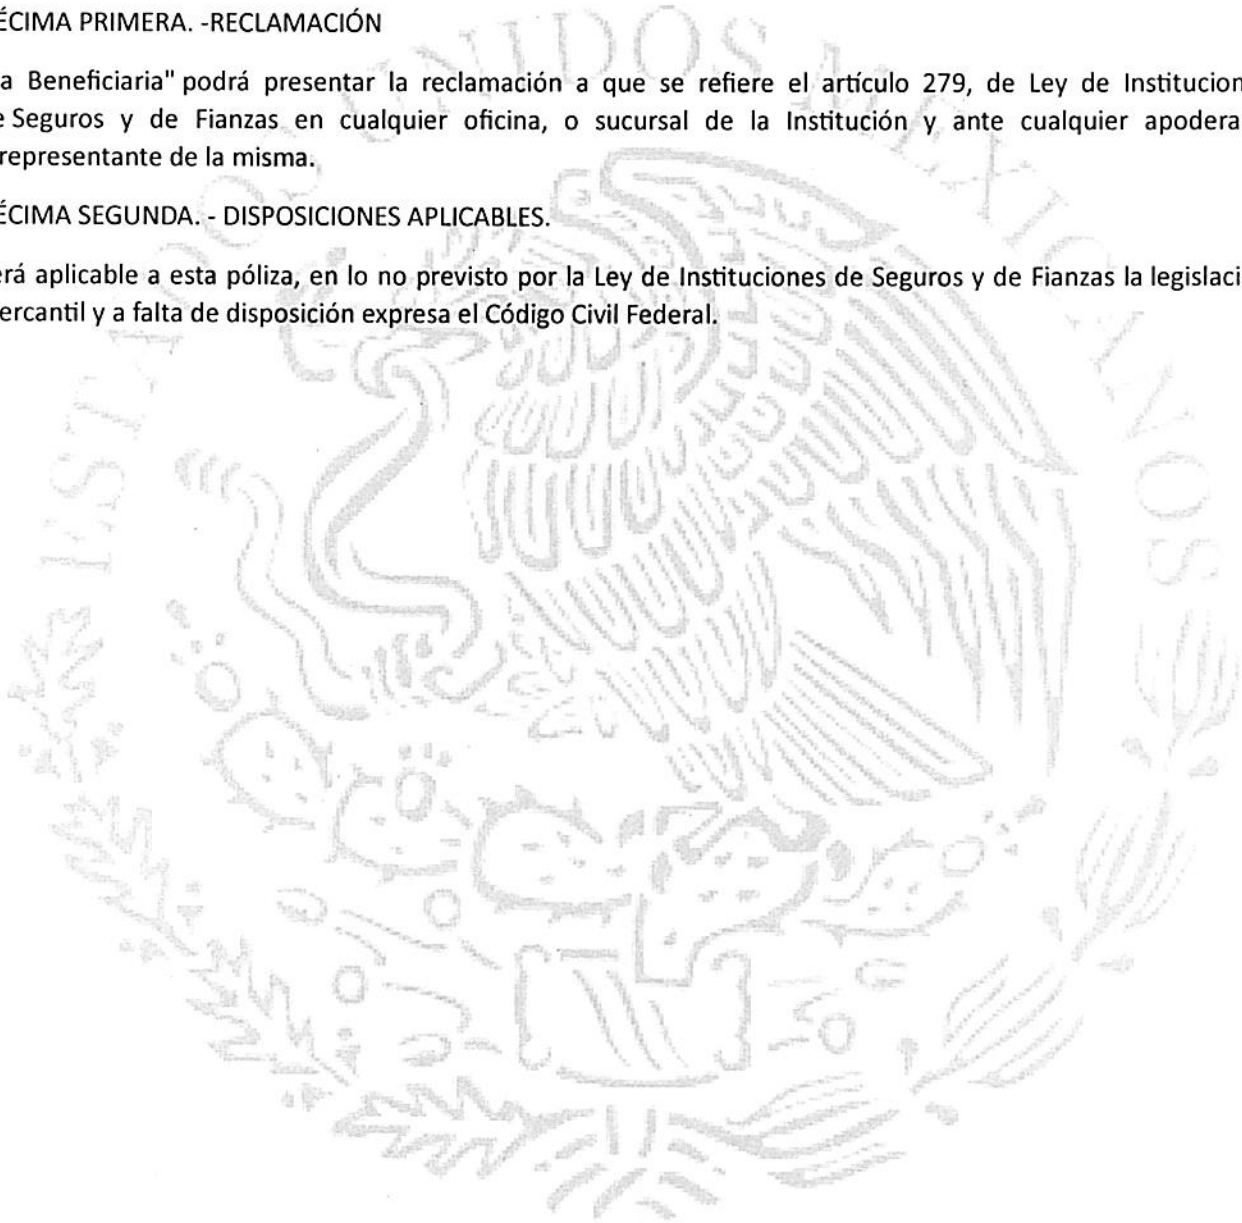 ÉCIMA PRIMERA. -RECLAMACIÓN
a Beneficiaria" podrá presentar la reclamación a que se refiere el artículo 279, de Ley de Institucion
e Seguros y de Fianzas en cualquier oficina, o sucursal de la Institución y ante cualquier apodera
representante de la misma.
ÉCIMA SEGUNDA. - DISPOSICIONES APLICABLES.
erá aplicable a esta póliza, en lo no previsto por la Ley de Instituciones de Seguros y de Fianzas la legislaci
ercantil y a falta de disposición expresa el Código Civil Federal.
ESTADOS UNIDOS MEXICANOS